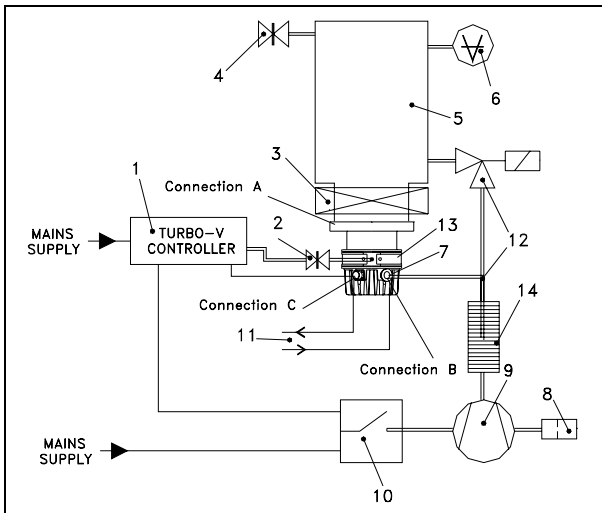 4
6
5
3
1
Connection A
2
13
7
12
MAINS
SUPPLY
TURBO-V
CONTROLLER
Connection C
11
14
Connection B
9
8
MAINS
SUPPLY
10